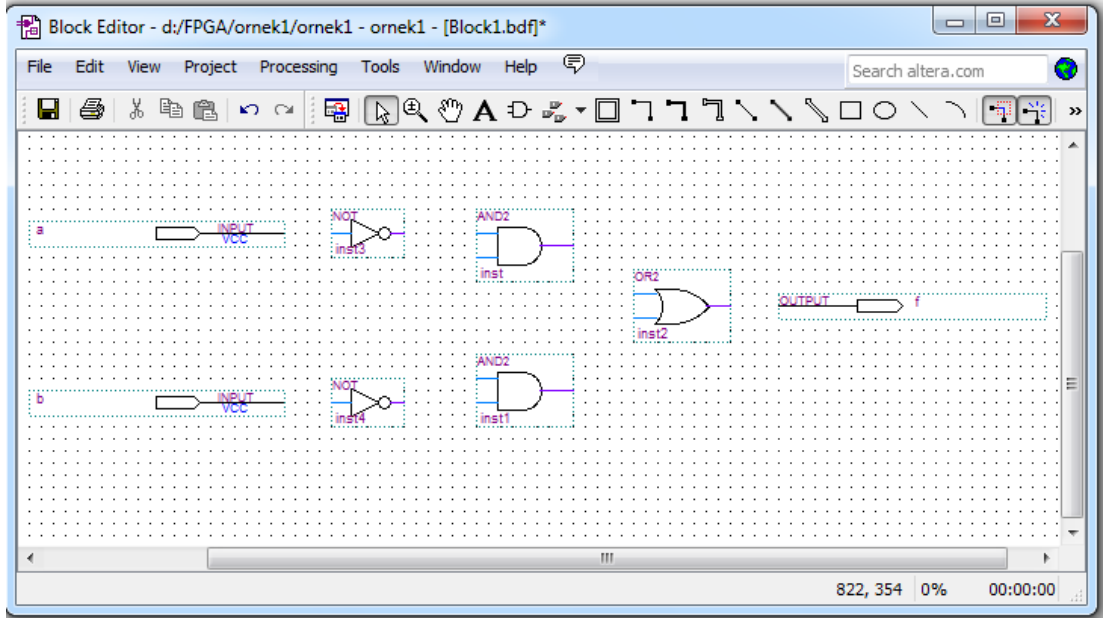 Block Editor - d:/FPGA/ornek1/ornek1 - ornek1 - [Block1.bdf]*
File Edit View Project Processing Tools Window Help Search altera.com
A »
a INPUT VCC
NOT inst3
AND2 inst
OR2 inst2
OUTPUT f
b INPUT VCC
NOT inst4
AND2 inst1
822, 354 0% 00:00:00